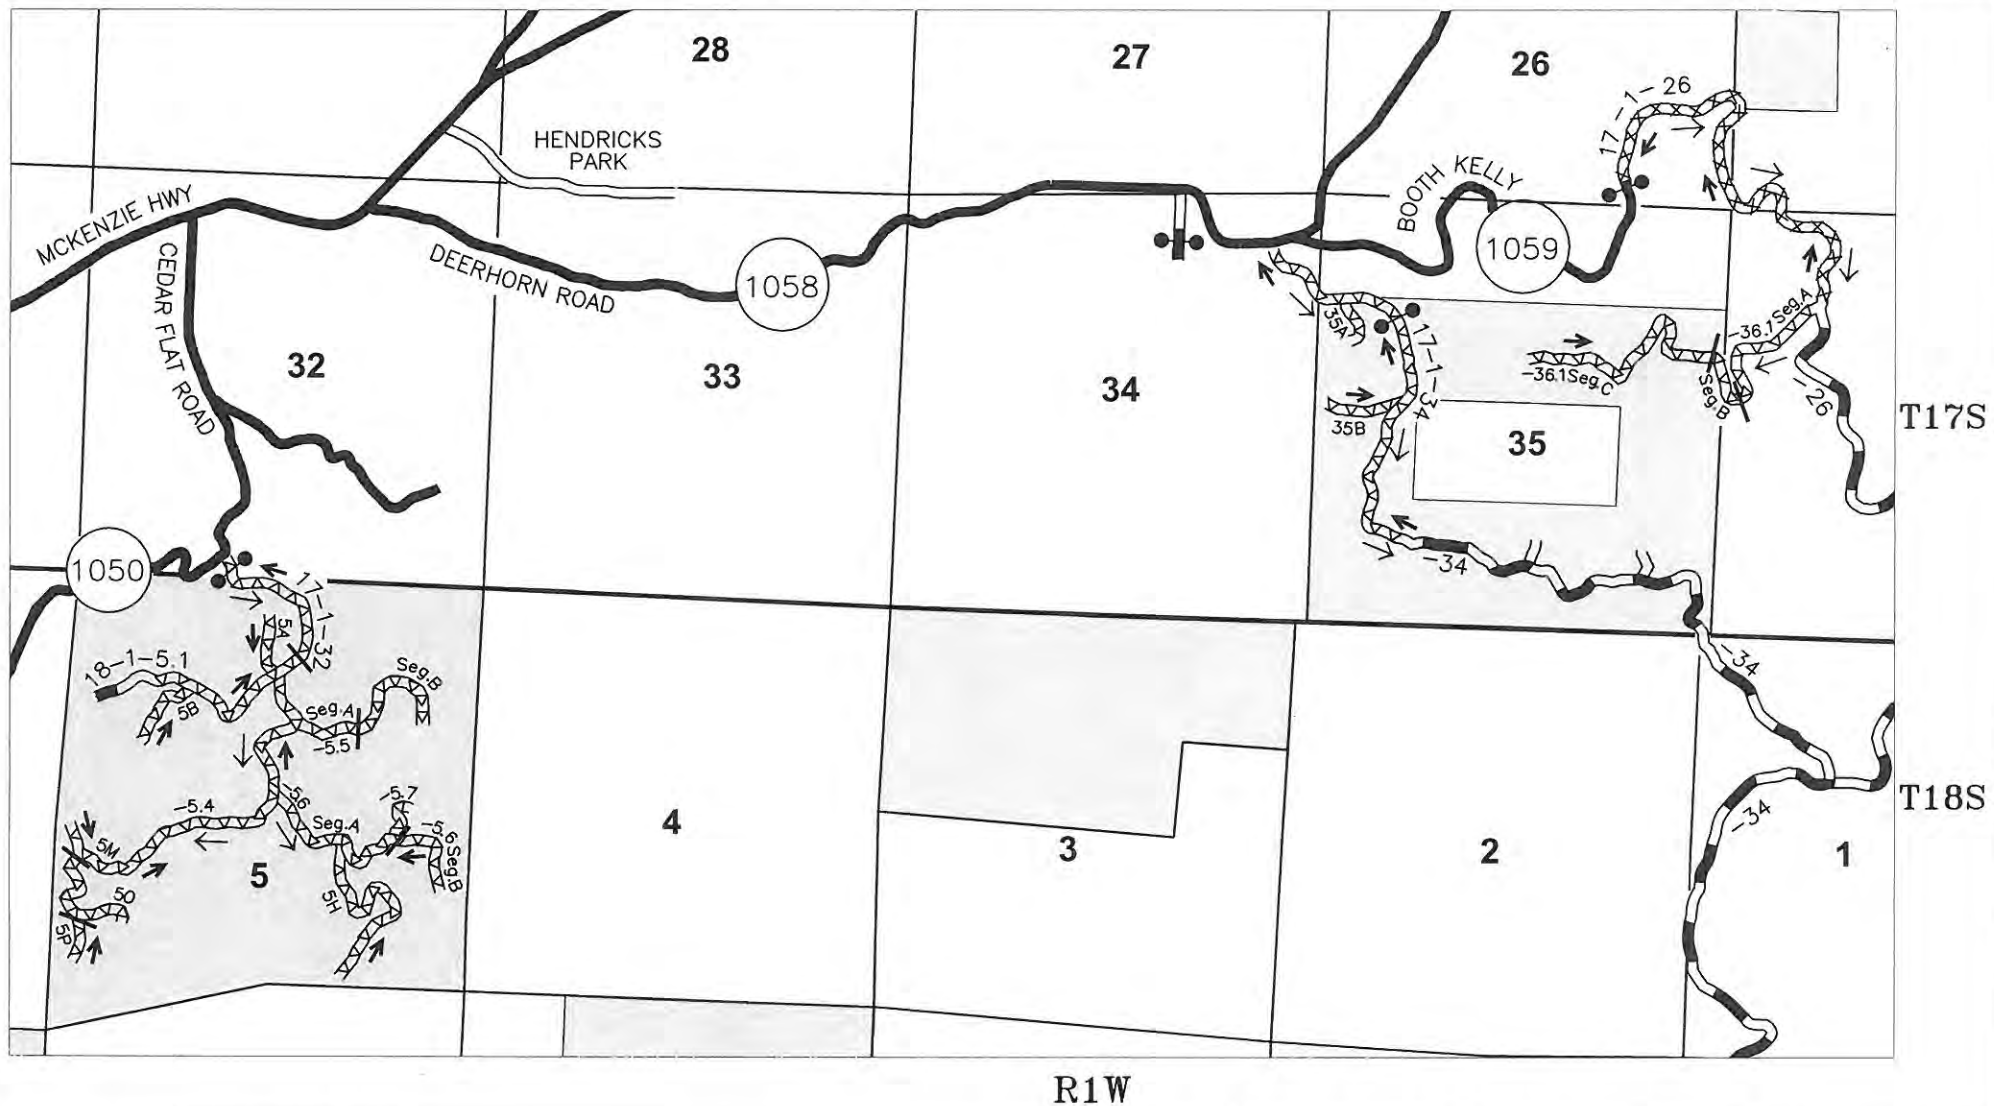 28
27
26
17-1-26
HENDRICKS
PARK
MCKENZIE HWY
BOOTH KELLY
CEDAR FLAT ROAD
DEERHORN ROAD
1058
1059
32
33
34
35A
17-1-34
-36.1 Seg.A
-36.1 Seg.C
Seg.B
-26
35B
35
T17S
1050
17-1-32
-34
5A
18-1-5.1
5B
Seg.A
-5.5
Seg.B
-34
-5.4
-5.6
-5.7
Seg.A
-5.6 Seg.B
5M
5
5O
5P
5H
4
3
2
1
-34
T18S
R1W